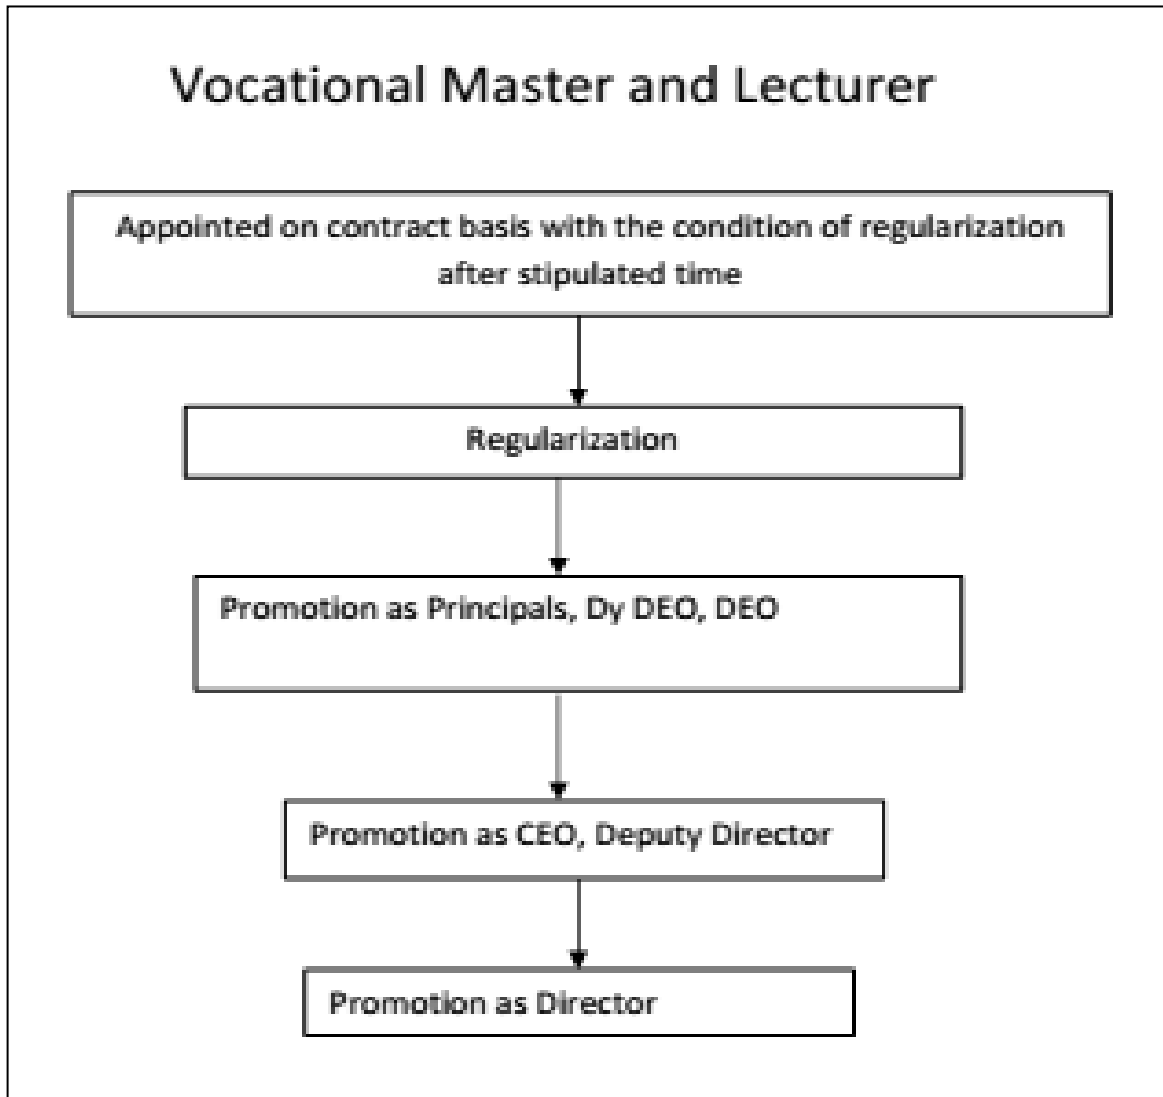 Vocational Master and Lecturer
Appointed on contract basis with the condition of regularization
after stipulated time
Regularization
Promotion as Principals, Dy DEO, DEO
Promotion as CEO, Deputy Director
Promotion as Director